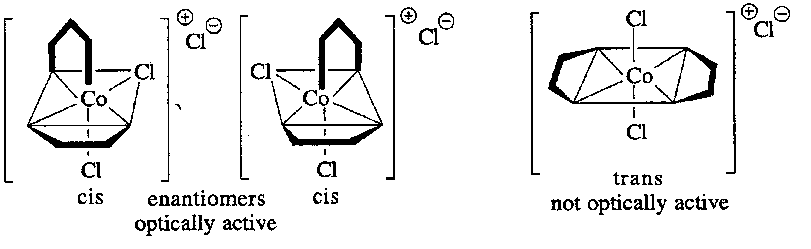 ⊕ Cl⊖
Cl
Co
Cl
cis
⊕ Cl⊖
Cl
Co
Cl
cis
enantiomers
optically active
⊕ Cl⊖
Cl
Co
Cl
trans
not optically active